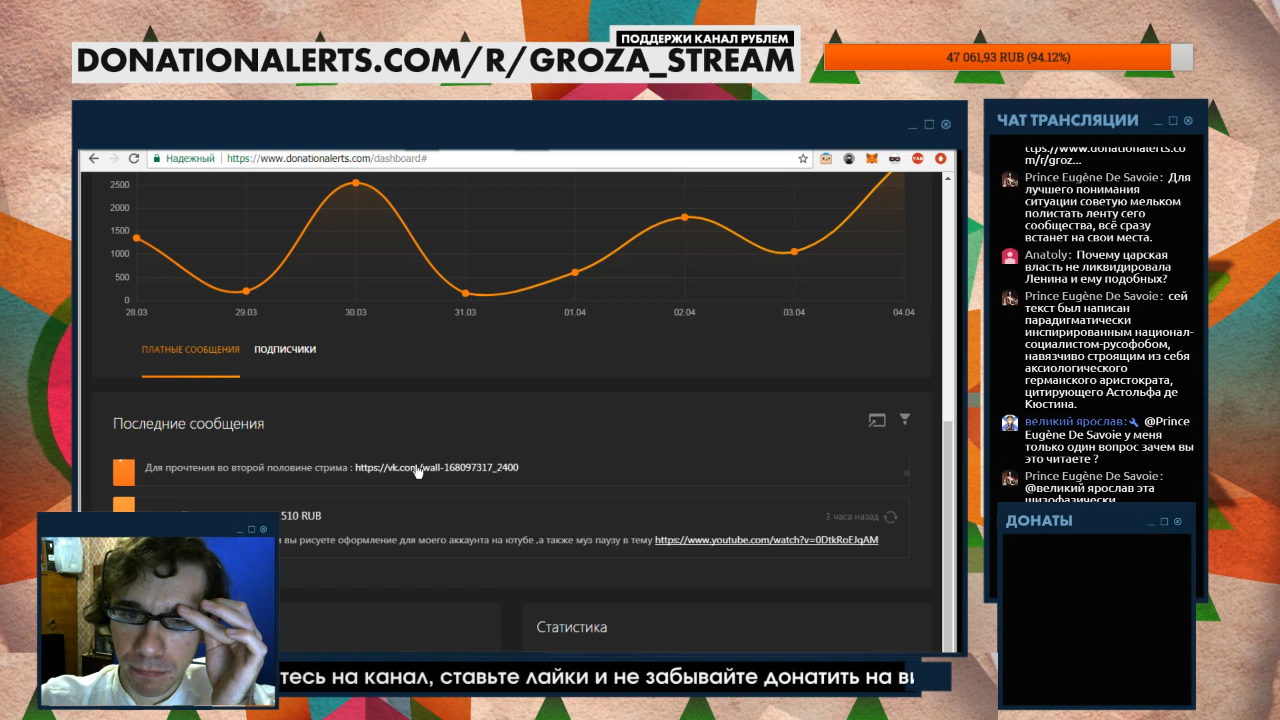 ПОДДЕРЖИ КАНАЛ РУБЛЕМ
DONATIONALERTS.COM/R/GROZA_STREAM
47 061,93 RUB (94.12%)
Надежный https://www.donationalerts.com/dashboard#
2500
2000
1500
1000
500
0
28.03 29.03 30.03 31.03 01.04 02.04 03.04 04.04
ПЛАТНЫЕ СООБЩЕНИЯ ПОДПИСЧИКИ
Последние сообщения
Для прочтения во второй половине стрима : https://vk.com/wall-168097317_2400
510 RUB
3 часа назад
вы рисуете оформление для моего аккаунта на ютубе ,а также муз паузу в тему https://www.youtube.com/watch?v=0DtkRoEJqAM
Статистика
тесь на канал, ставьте лайки и не забывайте донатить на
ЧАТ ТРАНСЛЯЦИИ
ttps://www.donationalerts.co
m/r/groz...
Prince Eugène De Savoie: Для
лучшего понимания
ситуации советую мельком
полистать ленту сего
сообщества, всё сразу
встанет на свои места.
Anatoly: Почему царская
власть не ликвидировала
Ленина и ему подобных?
Prince Eugène De Savoie: сей
текст был написан
парадигматически
инспирированным национал-
социалистом-русофобом,
навязчиво строящим из себя
аксиологического
германского аристократа,
цитирующего Астольфа де
Кюстина.
великий ярослав: @Prince
Eugène De Savoie у меня
только один вопрос зачем вы
это читаете ?
Prince Eugène De Savoie:
@великий ярослав эта
шизофазически
ДОНАТЫ